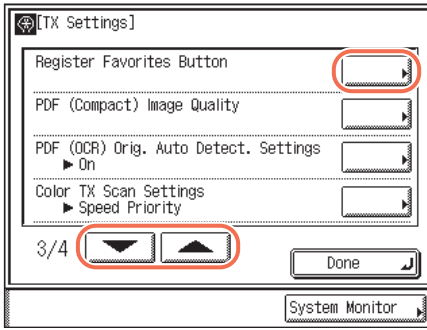 [TX Settings]
Register Favorites Button
PDF (Compact) Image Quality
PDF (OCR) Orig. Auto Detect. Settings
► On
Color TX Scan Settings
► Speed Priority
3/4
Done
System Monitor